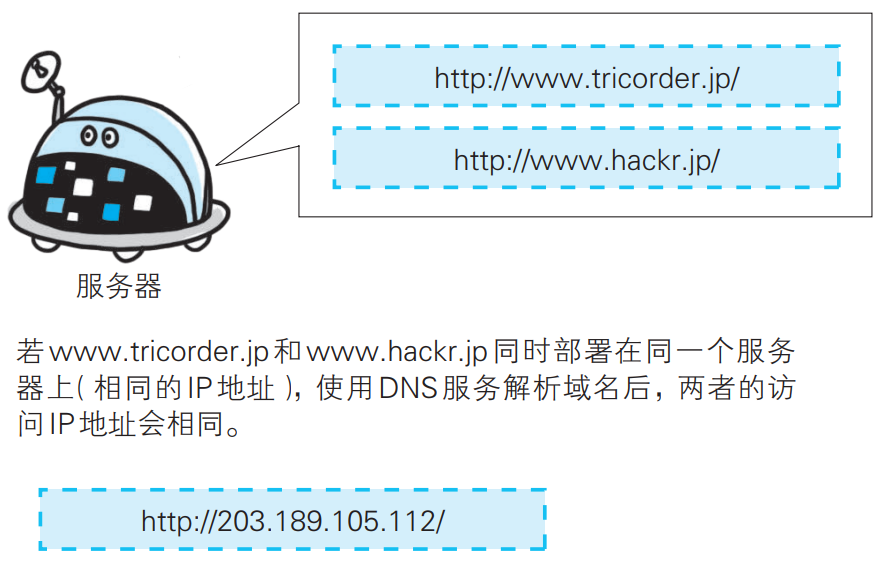 http://www.tricorder.jp/
http://www.hackr.jp/
服务器
若www.tricorder.jp和www.hackr.jp同时部署在同一个服务
器上( 相同的IP地址 )，使用DNS服务解析域名后，两者的访
问IP地址会相同。
http://203.189.105.112/